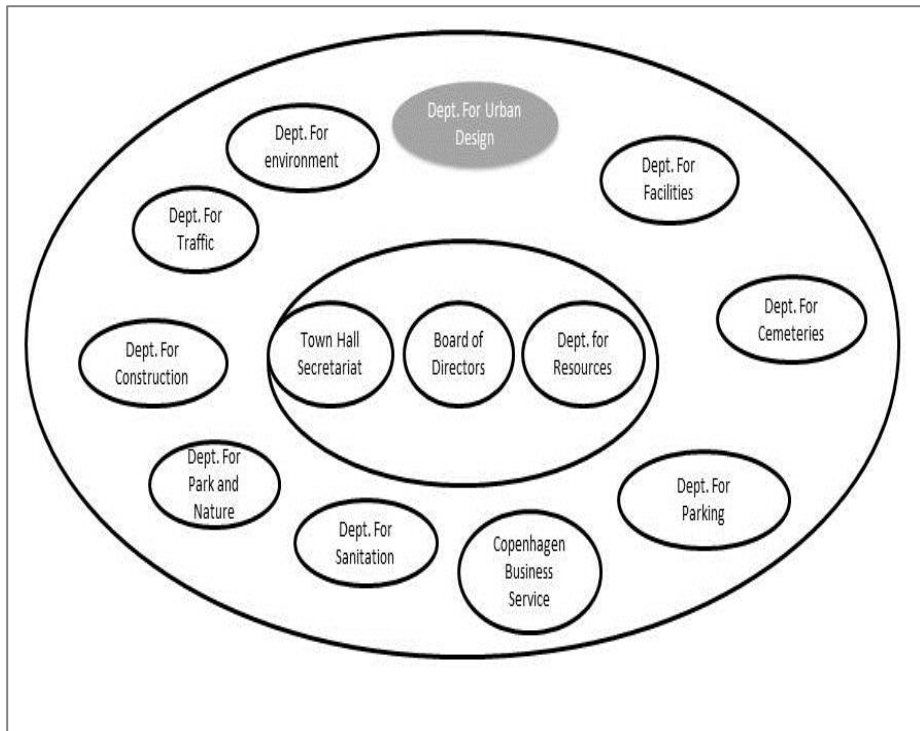 Dept. For Urban
Design
Dept. For
environment
Dept. For
Facilities
Dept. For
Traffic
Dept. For
Cemeteries
Town Hall
Secretariat
Board of
Directors
Dept. for
Resources
Dept. For
Construction
Dept. For
Park and
Nature
Dept. For
Parking
Dept. For
Sanitation
Copenhagen
Business
Service